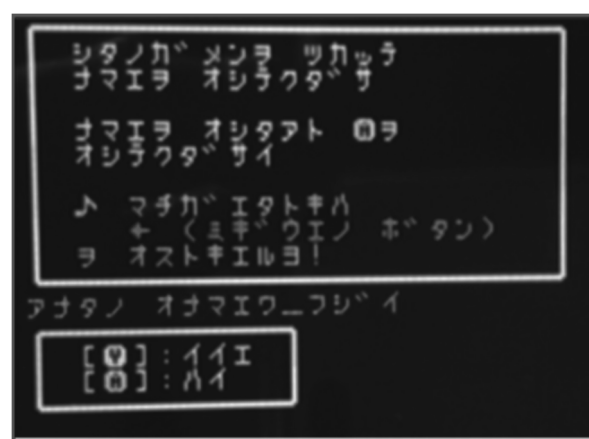 シタノガメンヲ ツカッテ
ナマエヲ オシテクダサ
ナマエヲ オシタアト Ⓐヲ
オシテクダサイ
♪ マチガエタトキハ
← (ミギウエノ ボタン)
ヲ オストキエルヨ!
アナタノ オナマエワ_フジイ
[Ⓨ]:イイエ
[Ⓐ]:ハイ